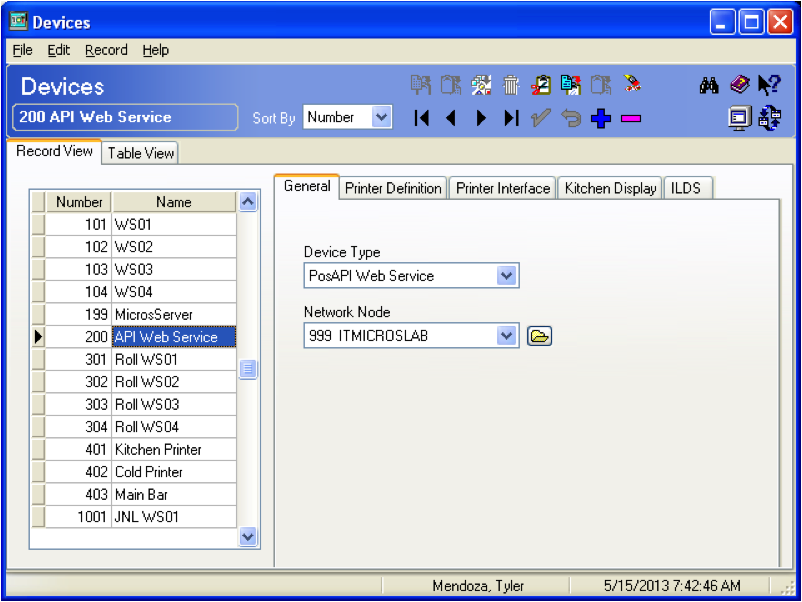 Devices
File Edit Record Help
Devices
200 API Web Service
Sort By Number
Record View Table View
General Printer Definition Printer Interface Kitchen Display ILDS
Number Name
101 WS01
102 WS02
103 WS03
104 WS04
199 MicrosServer
200 API Web Service
301 Roll WS01
302 Roll WS02
303 Roll WS03
304 Roll WS04
401 Kitchen Printer
402 Cold Printer
403 Main Bar
1001 JNL WS01
Device Type
PosAPI Web Service
Network Node
999 ITMICROSLAB
Mendoza, Tyler 5/15/2013 7:42:46 AM